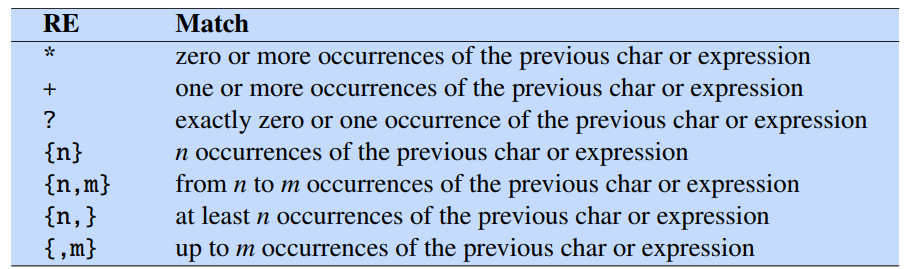 RE Match
* zero or more occurrences of the previous char or expression
+ one or more occurrences of the previous char or expression
? exactly zero or one occurrence of the previous char or expression
{n} n occurrences of the previous char or expression
{n,m} from n to m occurrences of the previous char or expression
{n,} at least n occurrences of the previous char or expression
{,m} up to m occurrences of the previous char or expression